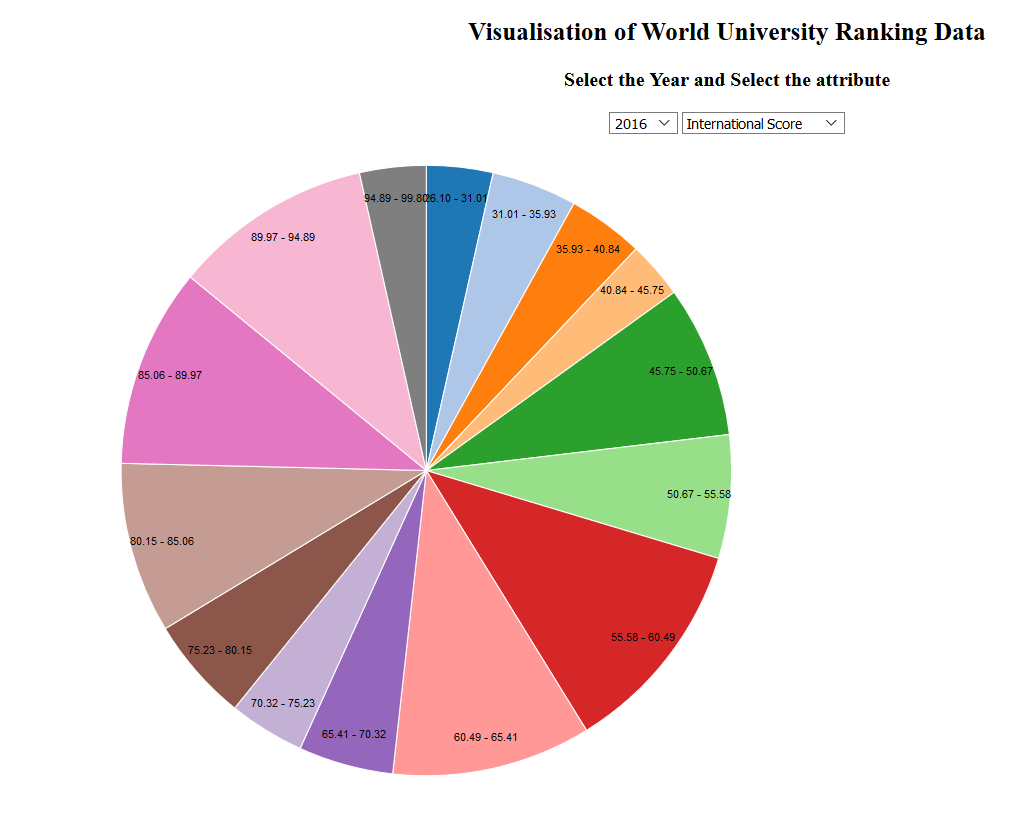 Visualisation of World University Ranking Data
Select the Year and Select the attribute
2016 International Score
94.89 - 99.80
26.10 - 31.01
31.01 - 35.93
89.97 - 94.89
35.93 - 40.84
40.84 - 45.75
45.75 - 50.67
85.06 - 89.97
50.67 - 55.58
80.15 - 85.06
55.58 - 60.49
75.23 - 80.15
70.32 - 75.23
65.41 - 70.32
60.49 - 65.41